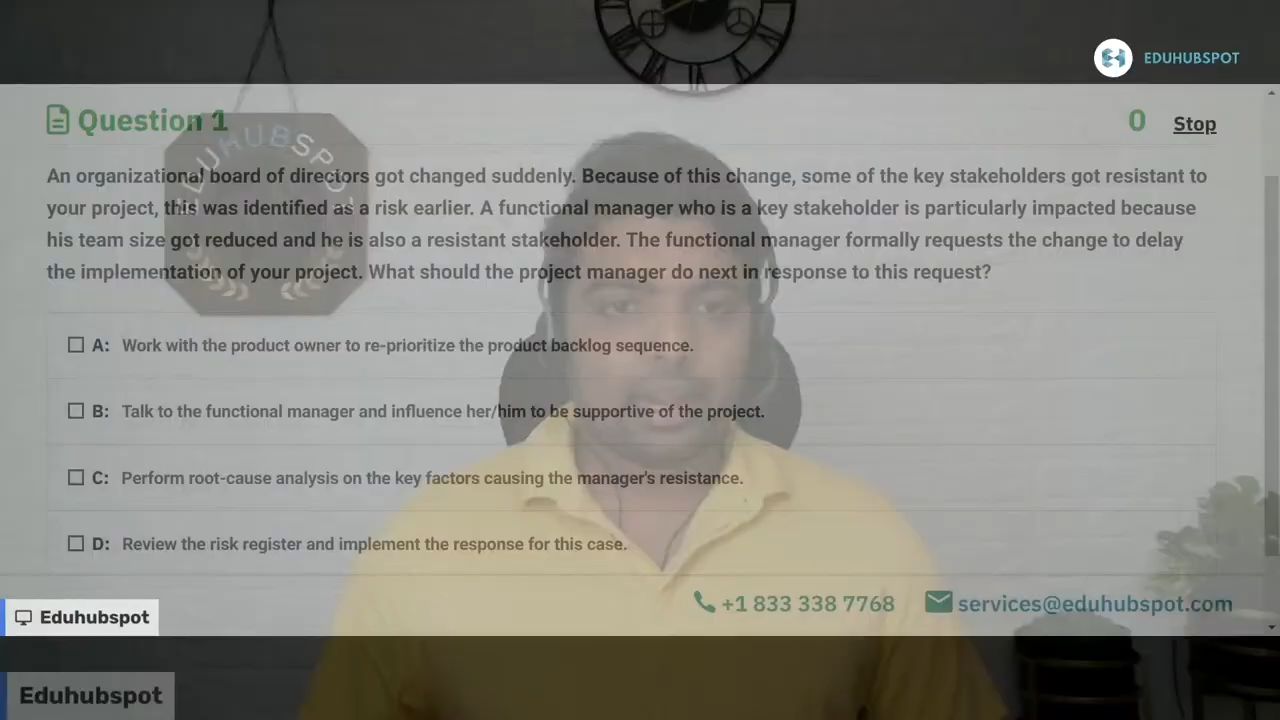 EDUHUBSPOT
Question 1
0
Stop
An organizational board of directors got changed suddenly. Because of this change, some of the key stakeholders got resistant to
your project, this was identified as a risk earlier. A functional manager who is a key stakeholder is particularly impacted because
his team size got reduced and he is also a resistant stakeholder. The functional manager formally requests the change to delay
the implementation of your project. What should the project manager do next in response to this request?
A: Work with the product owner to re-prioritize the product backlog sequence.
B: Talk to the functional manager and influence her/him to be supportive of the project.
C: Perform root-cause analysis on the key factors causing the manager's resistance.
D: Review the risk register and implement the response for this case.
EDUHUBSPOT
+1 833 338 7768
services@eduhubspot.com
Eduhubspot
Eduhubspot